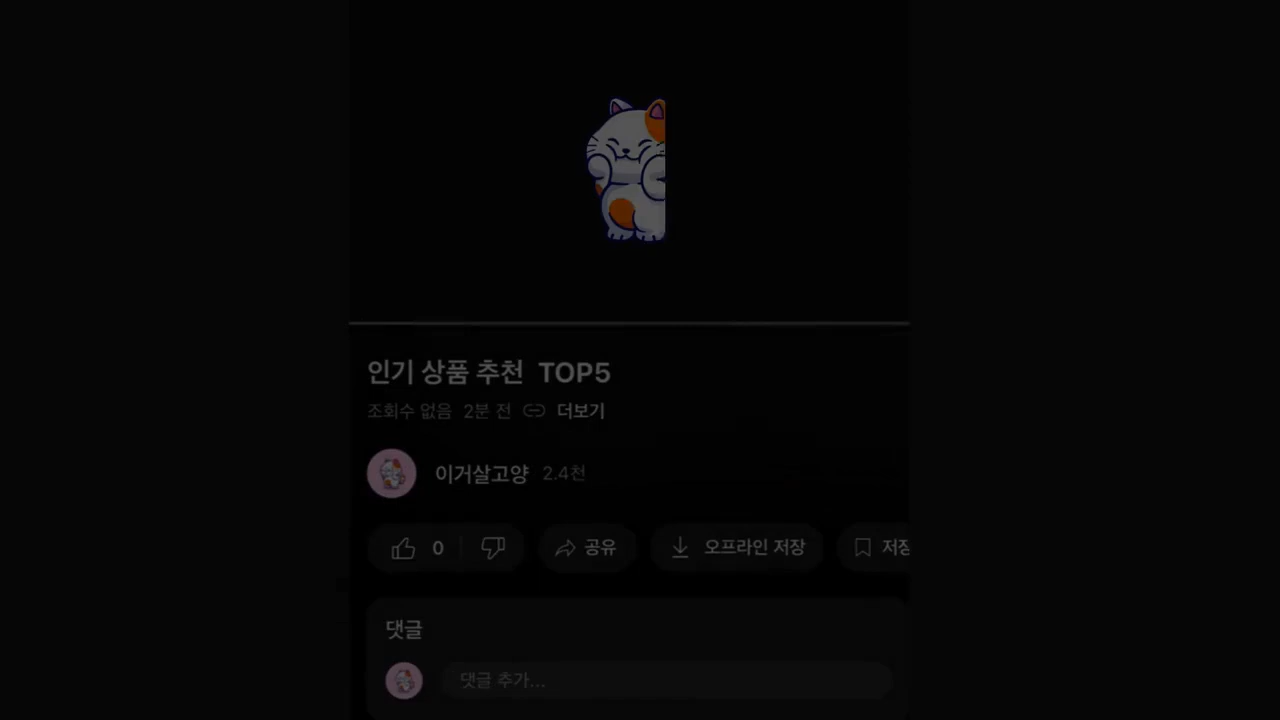 인기 상품 추천 TOP5
조회수 없음 2분 전 더보기
이거살고양 2.4천
0 공유 오프라인 저장 저장
댓글
댓글 추가...